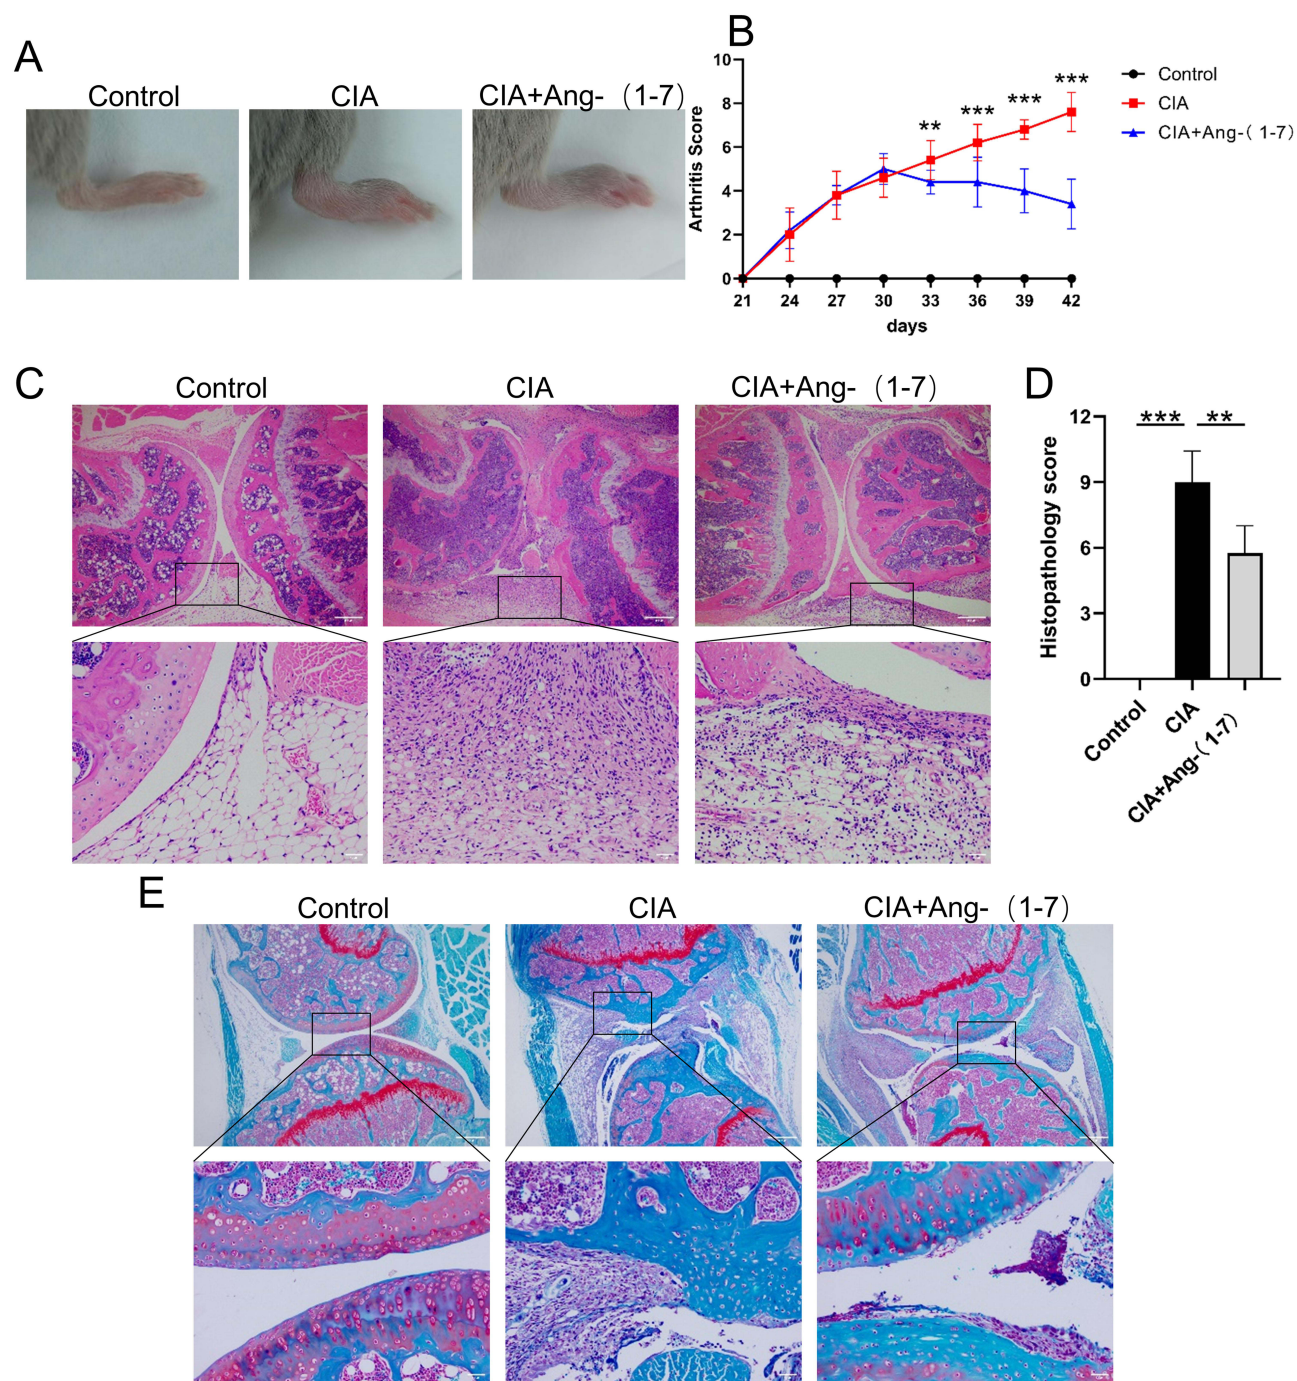 A
Control
CIA
CIA+Ang-（1-7）
B
10
8
6
4
2
0
Arthritis Score
**
***
***
***
21
24
27
30
33
36
39
42
days
Control
CIA
CIA+Ang-（1-7）
C
Control
CIA
CIA+Ang-（1-7）
D
12
9
6
3
0
Histopathology score
***
**
Control
CIA
CIA+Ang-（1-7）
E
Control
CIA
CIA+Ang-（1-7）